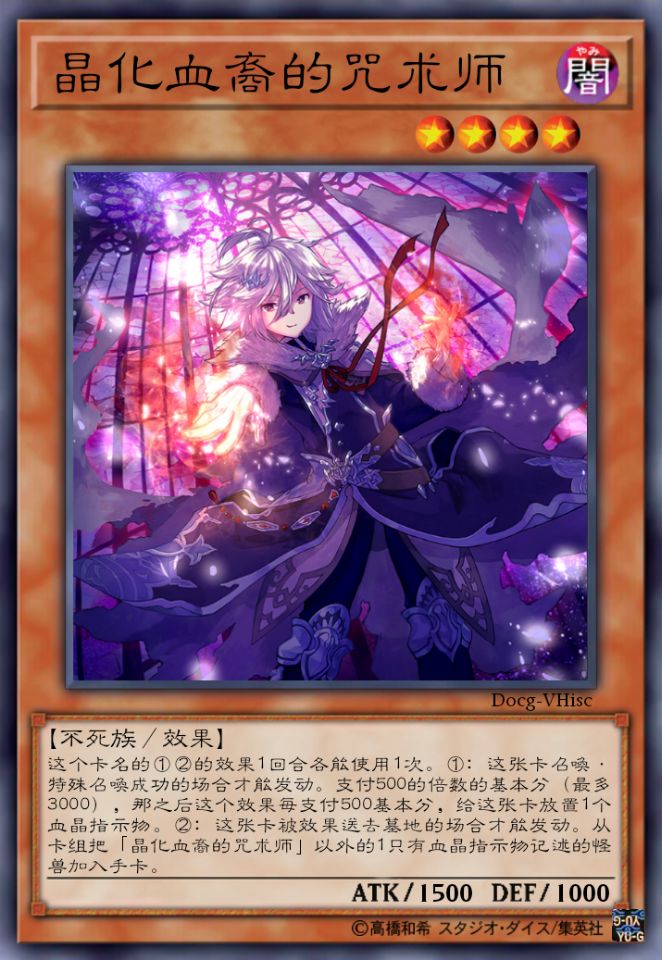 晶化血裔的咒术师
やみ
闇
Docg-VHisc
【不死族／效果】
这个卡名的①②的效果1回合各能使用1次。①：这张卡召唤·
特殊召唤成功的场合才能发动。支付500的倍数的基本分（最多
3000），那之后这个效果每支付500基本分，给这张卡放置1个
血晶指示物。②：这张卡被效果送去墓地的场合才能发动。从
卡组把「晶化血裔的咒术师」以外的1只有血晶指示物记述的怪
兽加入手卡。
ATK/1500 DEF/1000
©高橋和希 スタジオ・ダイス/集英社
YU-G
YU-G